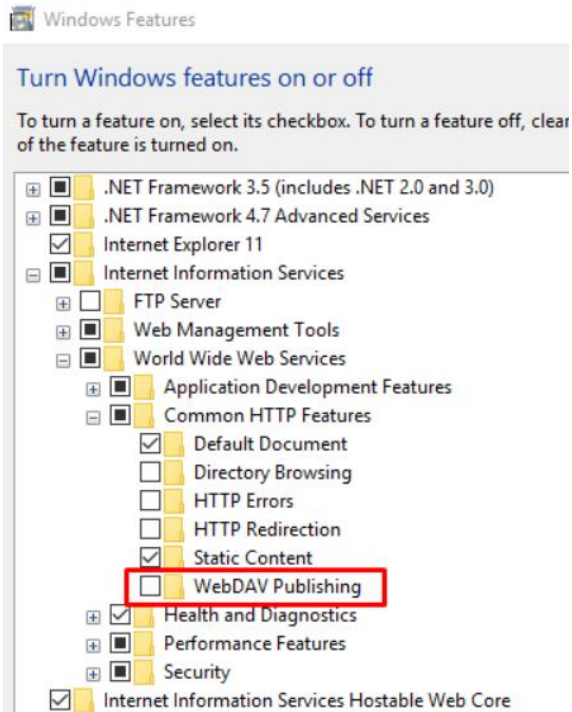 Windows Features
Turn Windows features on or off
To turn a feature on, select its checkbox. To turn a feature off, clear
of the feature is turned on.
.NET Framework 3.5 (includes .NET 2.0 and 3.0)
.NET Framework 4.7 Advanced Services
Internet Explorer 11
Internet Information Services
FTP Server
Web Management Tools
World Wide Web Services
Application Development Features
Common HTTP Features
Default Document
Directory Browsing
HTTP Errors
HTTP Redirection
Static Content
WebDAV Publishing
Health and Diagnostics
Performance Features
Security
Internet Information Services Hostable Web Core